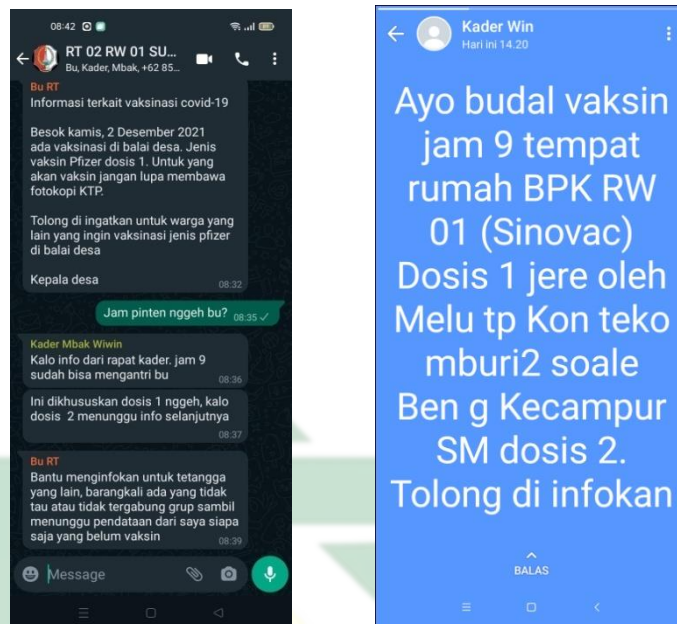 08:42
RT 02 RW 01 SU...
Bu, Kader, Mbak, +62 85...
Bu RT
Informasi terkait vaksinasi covid-19
Besok kamis, 2 Desember 2021
ada vaksinasi di balai desa. Jenis
vaksin Pfizer dosis 1. Untuk yang
akan vaksin jangan lupa membawa
fotokopi KTP.
Tolong di ingatkan untuk warga yang
lain yang ingin vaksinasi jenis pfizer
di balai desa
Kepala desa
08:32
Jam pinten nggeh bu? 08:35
Kader Mbak Wiwin
Kalo info dari rapat kader. jam 9
sudah bisa mengantri bu
08:36
Ini dikhususkan dosis 1 nggeh, kalo
dosis 2 menunggu info selanjutnya
08:37
Bu RT
Bantu menginfokan untuk tetangga
yang lain, barangkali ada yang tidak
tau atau tidak tergabung grup sambil
menunggu pendataan dari saya siapa
saja yang belum vaksin
08:39
Message
Kader Win
Hari ini 14.20
Ayo budal vaksin
jam 9 tempat
rumah BPK RW
01 (Sinovac)
Dosis 1 jere oleh
Melu tp Kon teko
mburi2 soale
Ben g Kecampur
SM dosis 2.
Tolong di infokan
BALAS